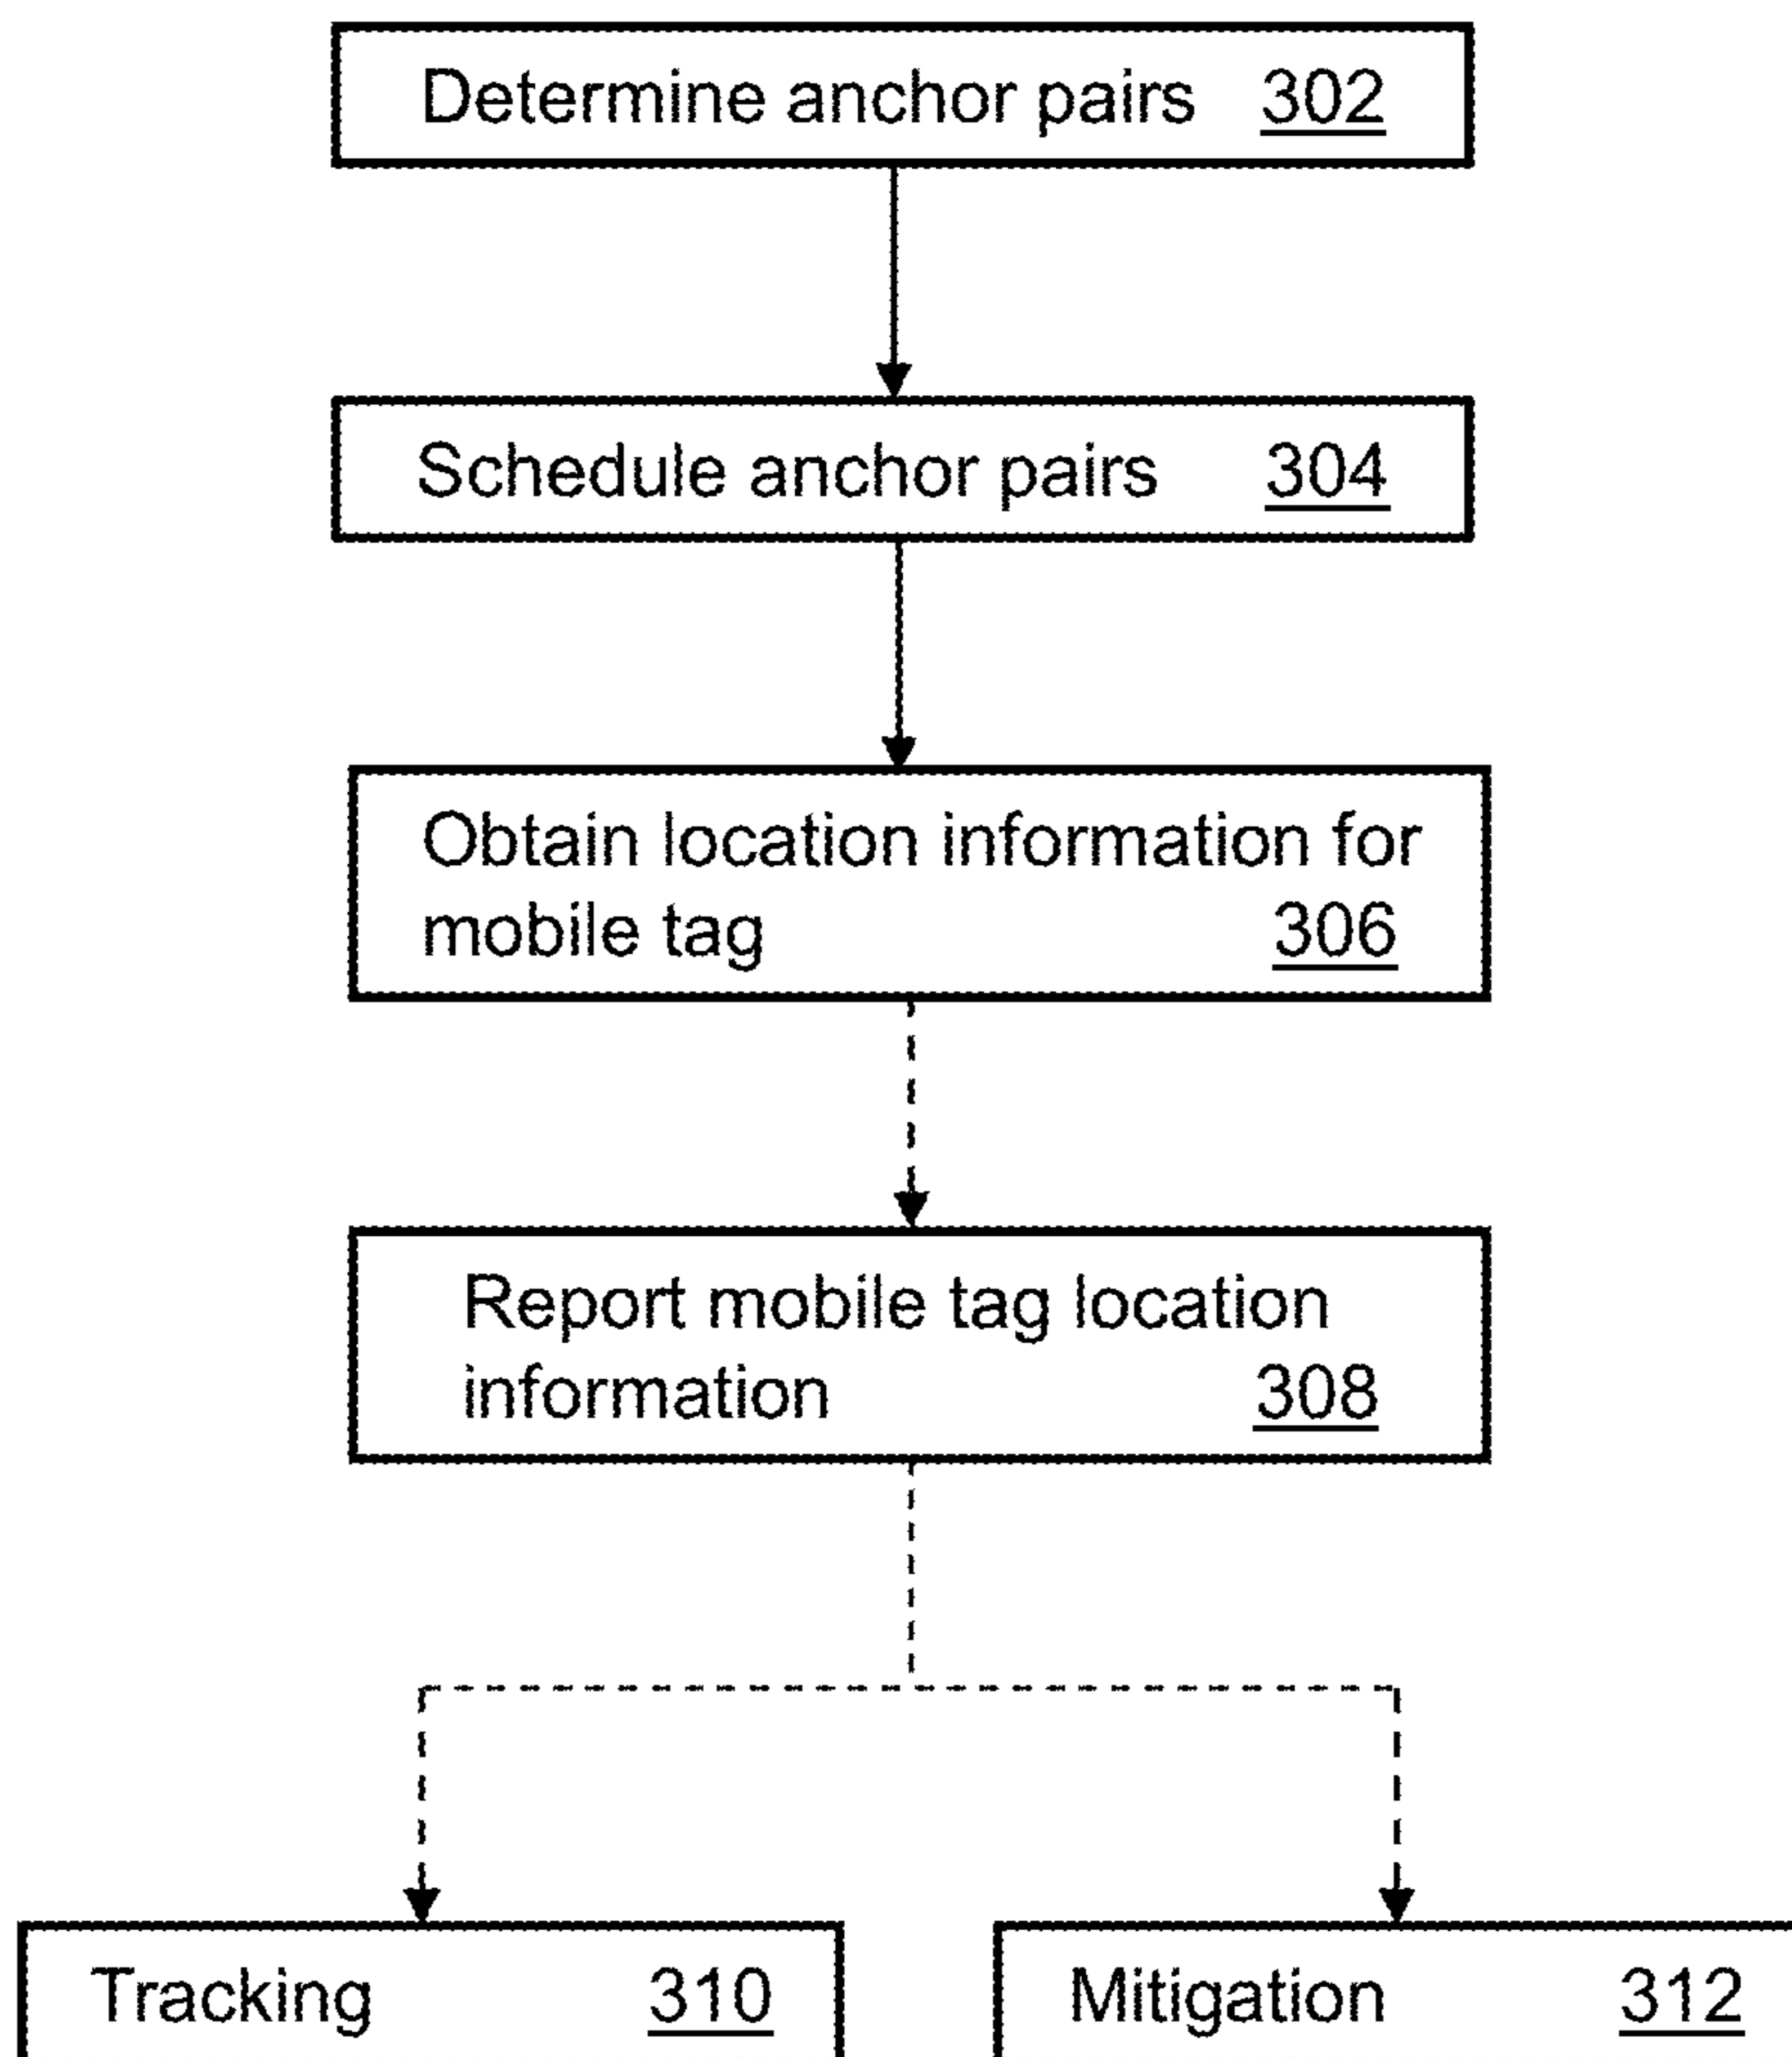 Determine anchor pairs 302
Schedule anchor pairs 304
Obtain location information for
mobile tag 306
Report mobile tag location
information 308
Tracking 310
Mitigation 312